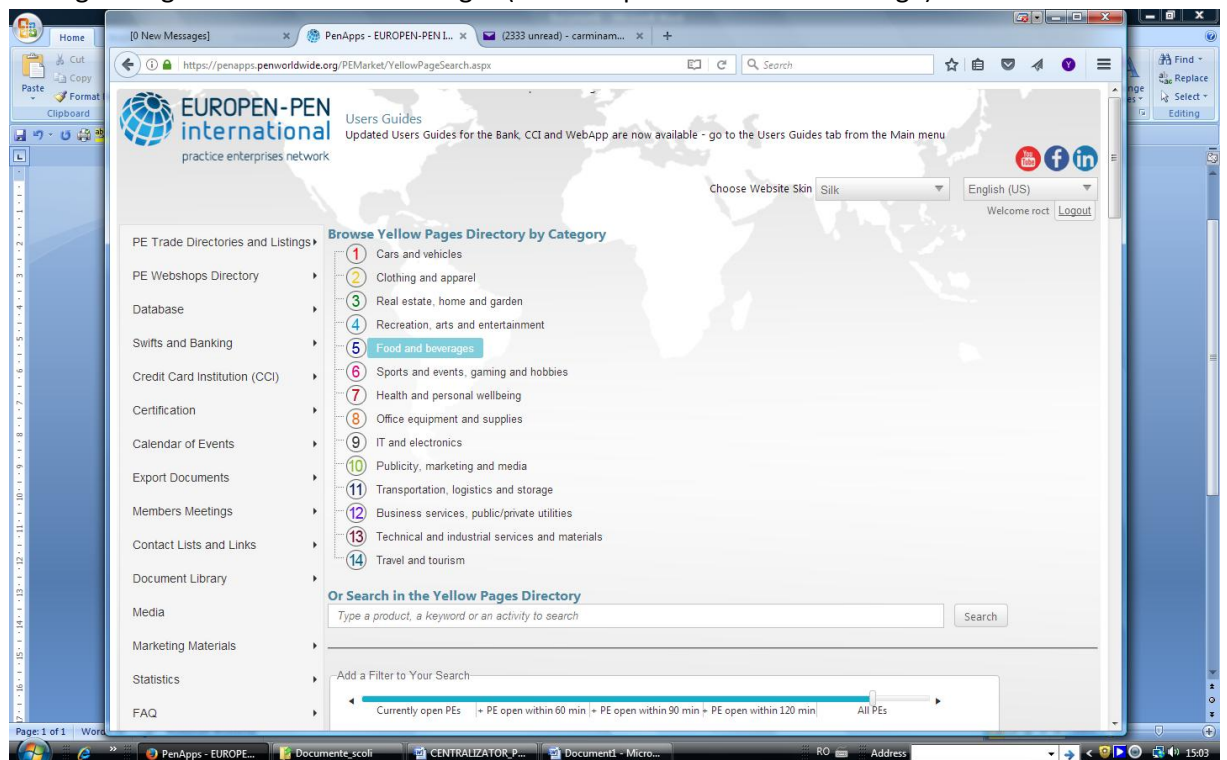 Home
[0 New Messages]
PenApps - EUROPEN-PEN I...
(2333 unread) - carminam...
Cut
Copy
Paste
Format
Clipboard
https://penapps.penworldwide.org/PEMarket/YellowPageSearch.aspx
Search
Find
Replace
Select
Editing
EUROPEN-PEN
international
practice enterprises network
Users Guides
Updated Users Guides for the Bank, CCI and WebApp are now available - go to the Users Guides tab from the Main menu
You
Tube
Choose Website Skin Silk English (US)
Welcome roct Logout
PE Trade Directories and Listings
PE Webshops Directory
Database
Swifts and Banking
Credit Card Institution (CCI)
Certification
Calendar of Events
Export Documents
Members Meetings
Contact Lists and Links
Document Library
Media
Marketing Materials
Statistics
FAQ
Browse Yellow Pages Directory by Category
1 Cars and vehicles
2 Clothing and apparel
3 Real estate, home and garden
4 Recreation, arts and entertainment
5 Food and beverages
6 Sports and events, gaming and hobbies
7 Health and personal wellbeing
8 Office equipment and supplies
9 IT and electronics
10 Publicity, marketing and media
11 Transportation, logistics and storage
12 Business services, public/private utilities
13 Technical and industrial services and materials
14 Travel and tourism
Or Search in the Yellow Pages Directory
Type a product, a keyword or an activity to search
Search
Add a Filter to Your Search
Currently open PEs + PE open within 60 min + PE open within 90 min + PE open within 120 min All PEs
Page: 1 of 1
PenApps - EUROPE...
Documente_scoli
CENTRALIZATOR_P...
Document1 - Micro...
RO
Address
15:03